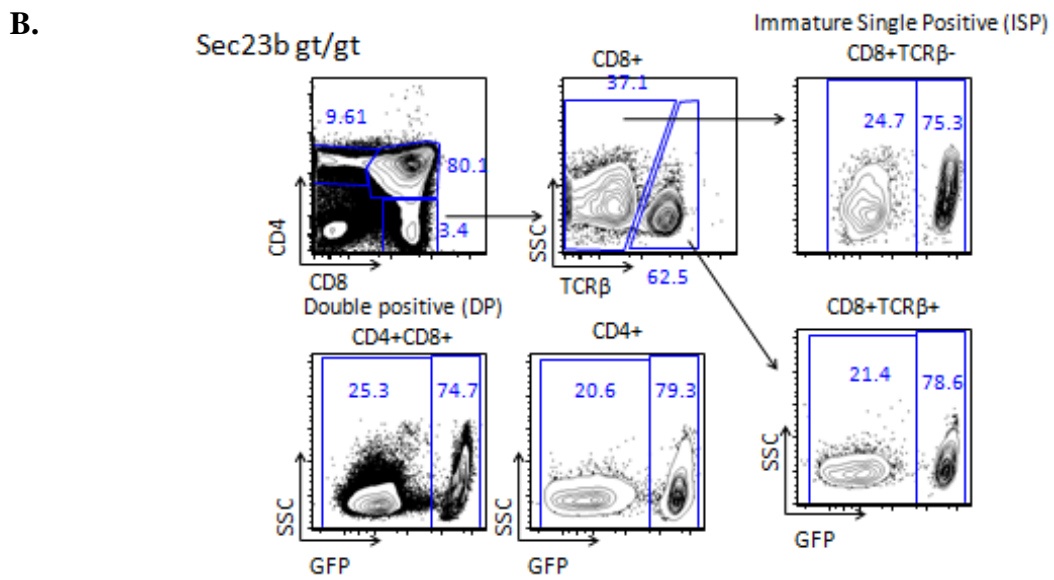 B.
Sec23b gt/gt
Immature Single Positive (ISP)
CD8+
CD8+TCRβ-
9.61
80.1
3.4
CD4
CD8
37.1
62.5
SSC
TCRβ
24.7
75.3
Double positive (DP)
CD4+CD8+
25.3
74.7
SSC
GFP
CD4+
20.6
79.3
SSC
GFP
CD8+TCRβ+
21.4
78.6
SSC
GFP